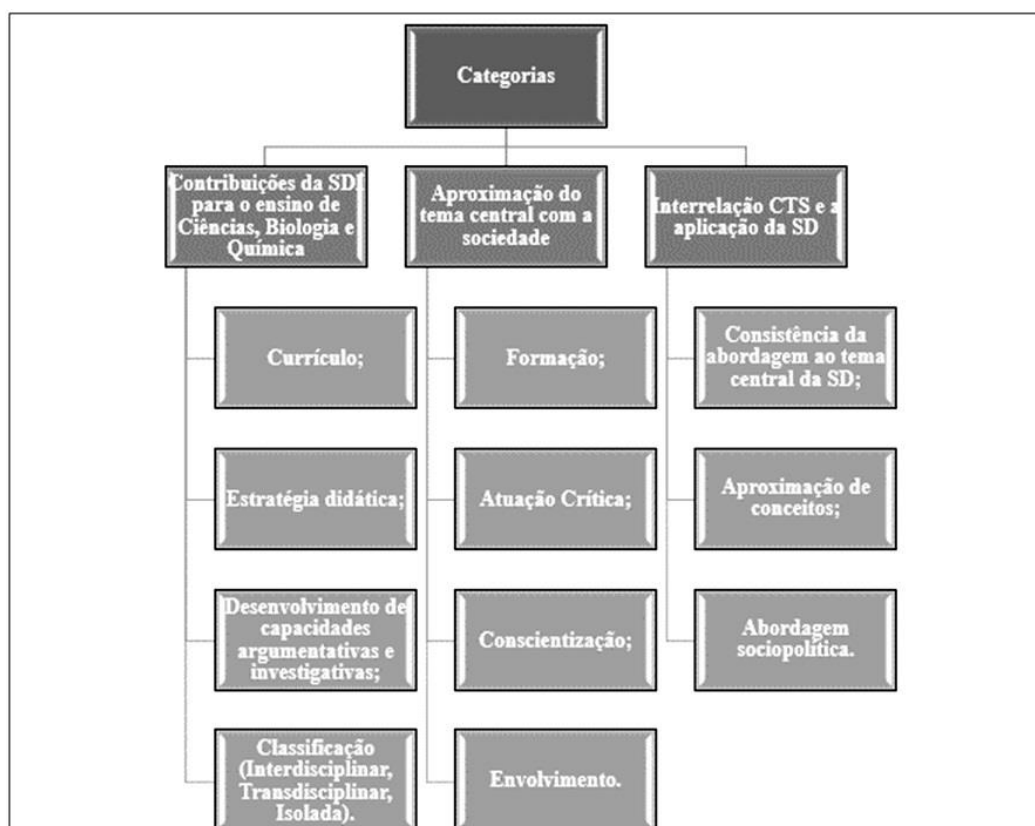 Categorias
Contribuições da SDI
para o ensino de
Ciências, Biologia e
Química
Aproximação do
tema central com a
sociedade
Interrelação CTS e a
aplicação da SD
Currículo;
Estratégia didática;
Desenvolvimento de
capacidades
argumentativas e
investigativas;
Classificação
(Interdisciplinar,
Transdisciplinar,
Isolada).
Formação;
Atuação Crítica;
Conscientização;
Envolvimento.
Consistência da
abordagem ao tema
central da SD;
Aproximação de
conceitos;
Abordagem
sociopolítica.